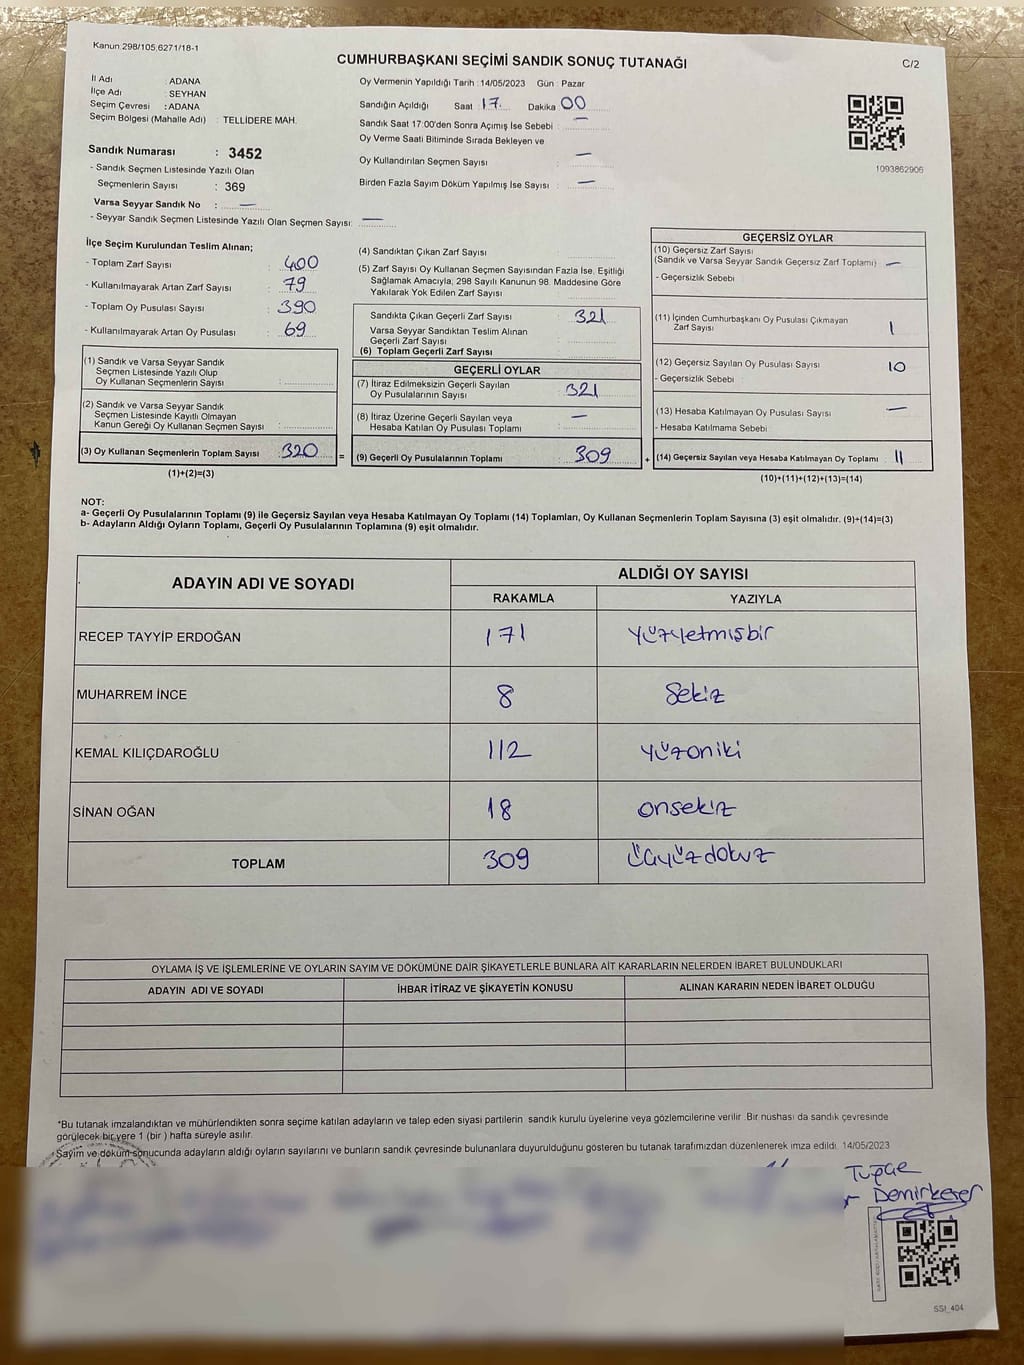 Kanun:298/105;6271/18-1
CUMHURBAŞKANI SEÇİMİ SANDIK SONUÇ TUTANAĞI
C/2
İl Adı : ADANA
İlçe Adı : SEYHAN
Seçim Çevresi : ADANA
Seçim Bölgesi (Mahalle Adı) : TELLİDERE MAH.
Oy Vermenin Yapıldığı Tarih :14/05/2023 Gün : Pazar
Sandığın Açıldığı Saat : 17 Dakika : 00
Sandık Saat 17:00'den Sonra Açımış İse Sebebi : —
Oy Verme Saati Bitiminde Sırada Bekleyen ve
Oy Kullandırılan Seçmen Sayısı : —
Birden Fazla Sayım Döküm Yapılmış İse Sayısı : —
1093862906
Sandık Numarası : 3452
- Sandık Seçmen Listesinde Yazılı Olan
Seçmenlerin Sayısı : 369
Varsa Seyyar Sandık No : —
- Seyyar Sandık Seçmen Listesinde Yazılı Olan Seçmen Sayısı: —
İlçe Seçim Kurulundan Teslim Alınan;
- Toplam Zarf Sayısı : 400
- Kullanılmayarak Artan Zarf Sayısı : 79
- Toplam Oy Pusulası Sayısı : 390
- Kullanılmayarak Artan Oy Pusulası : 69
(1) Sandık ve Varsa Seyyar Sandık
Seçmen Listesinde Yazılı Olup
Oy Kullanan Seçmenlerin Sayısı :
(2) Sandık ve Varsa Seyyar Sandık
Seçmen Listesinde Kayıtlı Olmayan
Kanun Gereği Oy Kullanan Seçmen Sayısı :
(3) Oy Kullanan Seçmenlerin Toplam Sayısı : 320 =
(1)+(2)=(3)
(4) Sandıktan Çıkan Zarf Sayısı :
(5) Zarf Sayısı Oy Kullanan Seçmen Sayısından Fazla İse, Eşitliği
Sağlamak Amacıyla, 298 Sayılı Kanunun 98. Maddesine Göre
Yakılarak Yok Edilen Zarf Sayısı :
Sandıkta Çıkan Geçerli Zarf Sayısı : 321
Varsa Seyyar Sandıktan Teslim Alınan
Geçerli Zarf Sayısı :
(6) Toplam Geçerli Zarf Sayısı :
GEÇERLİ OYLAR
(7) İtiraz Edilmeksizin Geçerli Sayılan
Oy Pusulalarının Sayısı : 321
(8) İtiraz Üzerine Geçerli Sayılan veya
Hesaba Katılan Oy Pusulaları Toplamı : —
(9) Geçerli Oy Pusulalarının Toplamı : 309 +
GEÇERSİZ OYLAR
(10) Geçersiz Zarf Sayısı
(Sandık ve Varsa Seyyar Sandık Geçersiz Zarf Toplamı) : —
- Geçersizlik Sebebi
(11) İçinden Cumhurbaşkanı Oy Pusulası Çıkmayan
Zarf Sayısı : 1
(12) Geçersiz Sayılan Oy Pusulası Sayısı : 10
- Geçersizlik Sebebi
(13) Hesaba Katılmayan Oy Pusulası Sayısı : —
- Hesaba Katılmama Sebebi
(14) Geçersiz Sayılan veya Hesaba Katılmayan Oy Toplamı : 11
(10)+(11)+(12)+(13)=(14)
NOT:
a- Geçerli Oy Pusulalarının Toplamı (9) ile Geçersiz Sayılan veya Hesaba Katılmayan Oy Toplamı (14) Toplamları, Oy Kullanan Seçmenlerin Toplam Sayısına (3) eşit olmalıdır. (9)+(14)=(3)
b- Adayların Aldığı Oyların Toplamı, Geçerli Oy Pusulalarının Toplamına (9) eşit olmalıdır.
ADAYIN ADI VE SOYADI ALDIĞI OY SAYISI
RAKAMLA YAZIYLA
RECEP TAYYİP ERDOĞAN 171 Yüzyetmişbir
MUHARREM İNCE 8 Sekiz
KEMAL KILIÇDAROĞLU 112 Yüzoniki
SİNAN OĞAN 18 onsekiz
TOPLAM 309 Üçyüzdokuz
OYLAMA İŞ VE İŞLEMLERİNE VE OYLARIN SAYIM VE DÖKÜMÜNE DAİR ŞİKAYETLERLE BUNLARA AİT KARARLARIN NELERDEN İBARET BULUNDUKLARI
ADAYIN ADI VE SOYADI İHBAR İTİRAZ VE ŞİKAYETİN KONUSU ALINAN KARARIN NEDEN İBARET OLDUĞU
*Bu tutanak imzalandıktan ve mühürlendikten sonra seçime katılan adayların ve talep eden siyasi partilerin sandık kurulu üyelerine veya gözlemcilerine verilir. Bir nüshası da sandık çevresinde
görülecek bir yere 1 (bir ) hafta süreyle asılır.
Sayım ve döküm sonucunda adayların aldığı oyların sayılarını ve bunların sandık çevresinde bulunanlara duyurulduğunu gösteren bu tutanak tarafımızdan düzenlenerek imza edildi. 14/05/2023
Tuğçe
Demirkeser
SSI_404